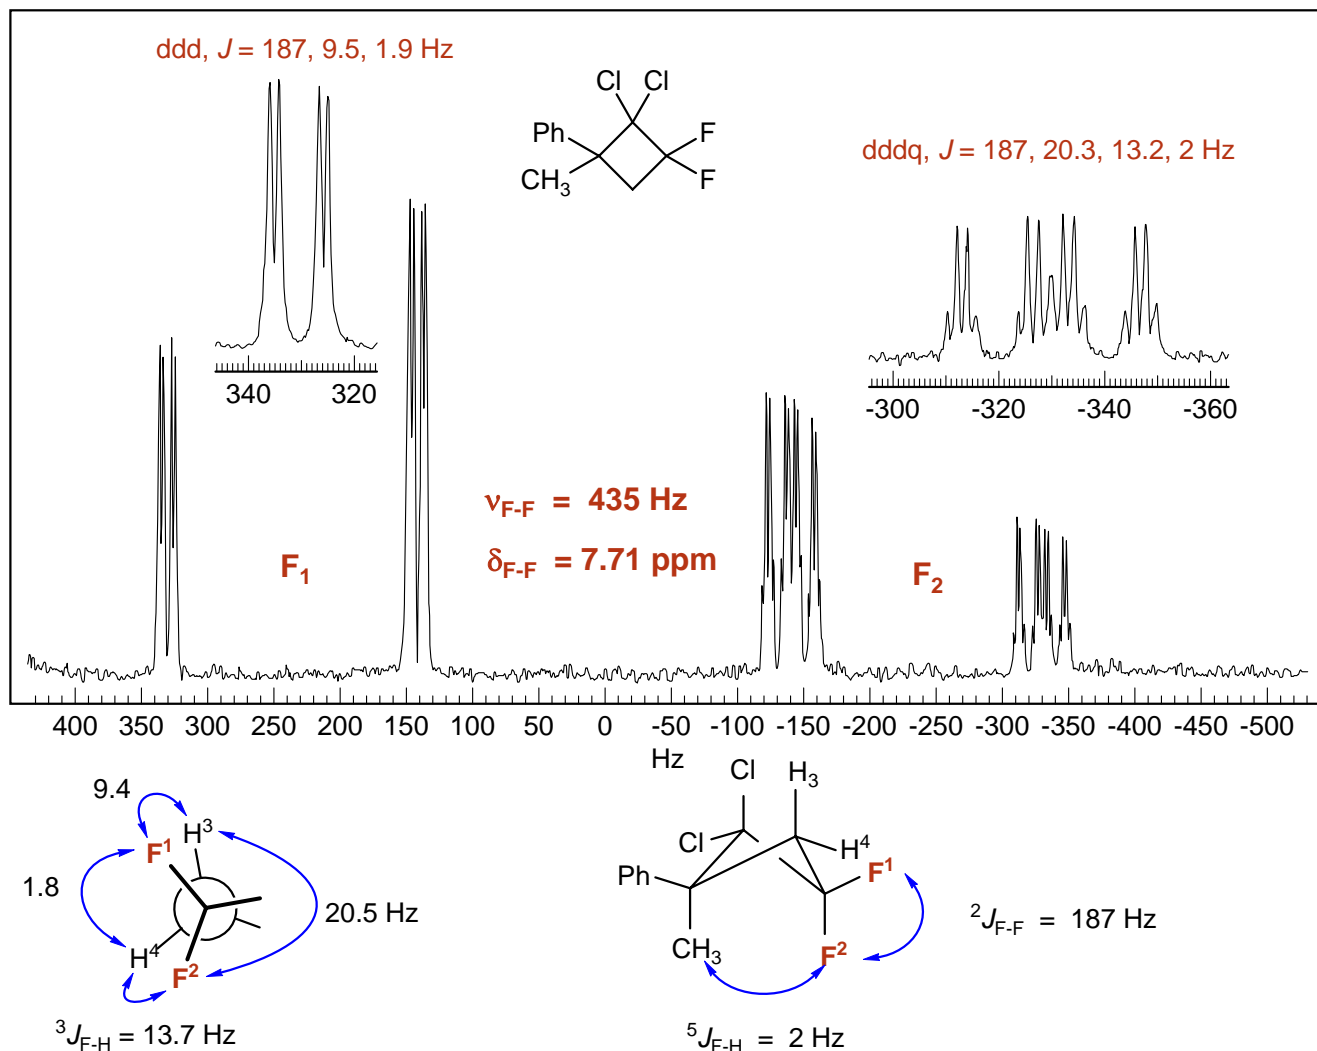 ddd, J = 187, 9.5, 1.9 Hz
Cl Cl
Ph F
CH₃ F
dddq, J = 187, 20.3, 13.2, 2 Hz
340 320
-300 -320 -340 -360
νF-F = 435 Hz
δF-F = 7.71 ppm
F₁
F₂
400 350 300 250 200 150 100 50 0 -50 -100 -150 -200 -250 -300 -350 -400 -450 -500
Hz
9.4
H³
F¹
1.8
20.5 Hz
H⁴
F²
³JF-H = 13.7 Hz
Cl H₃
Cl H⁴
Ph F¹
CH₃ F²
²JF-F = 187 Hz
⁵JF-H = 2 Hz